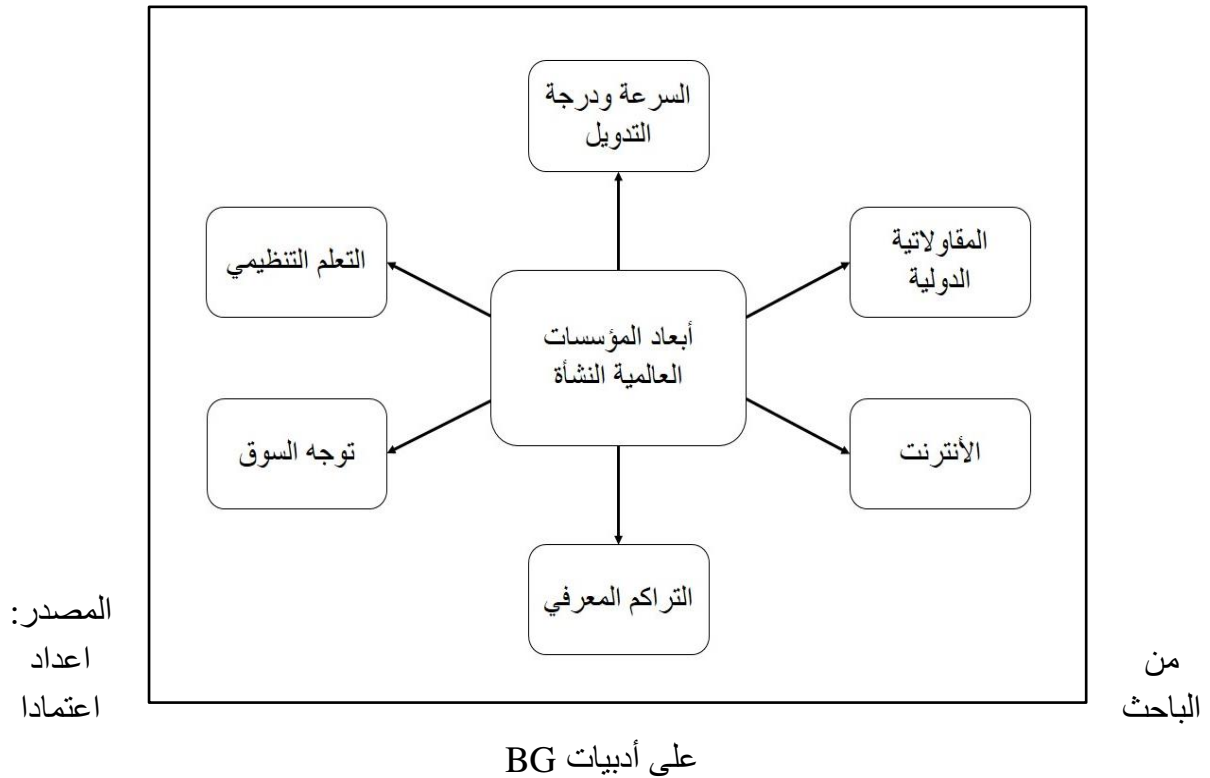 السرعة ودرجة
التدويل
المقاولاتية
الدولية
التعلم التنظيمي
أبعاد المؤسسات
العالمية النشأة
الأنترنت
توجه السوق
التراكم المعرفي
المصدر:
من اعداد
الباحث اعتمادا
على أدبيات BG